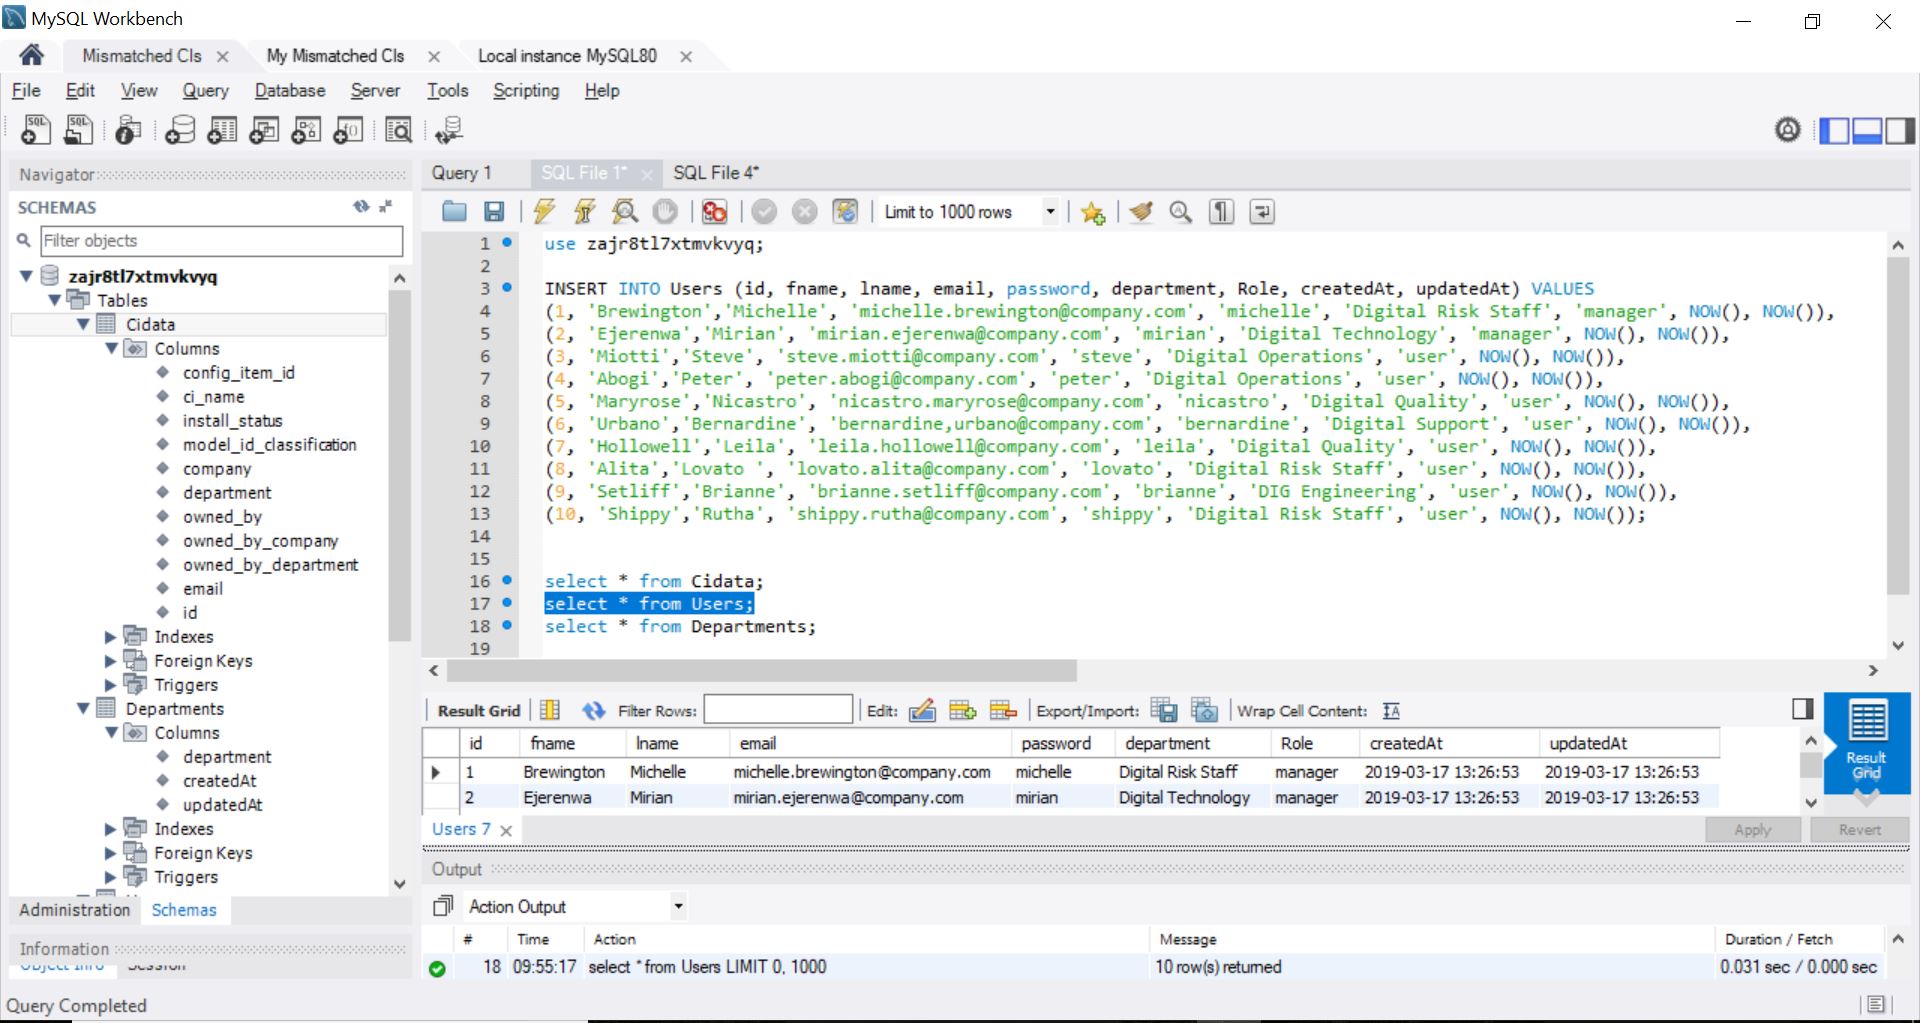 MySQL Workbench
Mismatched CIs
My Mismatched CIs
Local instance MySQL80
File Edit View Query Database Server Tools Scripting Help
Navigator
SCHEMAS
Filter objects
zajr8tl7xtmvkvyq
Tables
Cidata
Columns
config_item_id
ci_name
install_status
model_id_classification
company
department
owned_by
owned_by_company
owned_by_department
email
id
Indexes
Foreign Keys
Triggers
Departments
Columns
department
createdAt
updatedAt
Indexes
Foreign Keys
Triggers
Administration Schemas
Information
Object Info Session
Query Completed
Query 1 SQL File 1* SQL File 4*
Limit to 1000 rows
1 use zajr8tl7xtmvkvyq;
2
3 INSERT INTO Users (id, fname, lname, email, password, department, Role, createdAt, updatedAt) VALUES
4 (1, 'Brewington','Michelle', 'michelle.brewington@company.com', 'michelle', 'Digital Risk Staff', 'manager', NOW(), NOW()),
5 (2, 'Ejerenwa','Mirian', 'mirian.ejerenwa@company.com', 'mirian', 'Digital Technology', 'manager', NOW(), NOW()),
6 (3, 'Miotti','Steve', 'steve.miotti@company.com', 'steve', 'Digital Operations', 'user', NOW(), NOW()),
7 (4, 'Abogi','Peter', 'peter.abogi@company.com', 'peter', 'Digital Operations', 'user', NOW(), NOW()),
8 (5, 'Maryrose','Nicastro', 'nicastro.maryrose@company.com', 'nicastro', 'Digital Quality', 'user', NOW(), NOW()),
9 (6, 'Urbano','Bernardine', 'bernardine,urbano@company.com', 'bernardine', 'Digital Support', 'user', NOW(), NOW()),
10 (7, 'Hollowell','Leila', 'leila.hollowell@company.com', 'leila', 'Digital Quality', 'user', NOW(), NOW()),
11 (8, 'Alita','Lovato ', 'lovato.alita@company.com', 'lovato', 'Digital Risk Staff', 'user', NOW(), NOW()),
12 (9, 'Setliff','Brianne', 'brianne.setliff@company.com', 'brianne', 'DIG Engineering', 'user', NOW(), NOW()),
13 (10, 'Shippy','Rutha', 'shippy.rutha@company.com', 'shippy', 'Digital Risk Staff', 'user', NOW(), NOW());
14
15
16 select * from Cidata;
17 select * from Users;
18 select * from Departments;
19
Result Grid Filter Rows: Edit: Export/Import: Wrap Cell Content:
id fname lname email password department Role createdAt updatedAt
1 Brewington Michelle michelle.brewington@company.com michelle Digital Risk Staff manager 2019-03-17 13:26:53 2019-03-17 13:26:53
2 Ejerenwa Mirian mirian.ejerenwa@company.com mirian Digital Technology manager 2019-03-17 13:26:53 2019-03-17 13:26:53
Result Grid
Users 7
Apply Revert
Output
Action Output
# Time Action Message Duration / Fetch
18 09:55:17 select * from Users LIMIT 0, 1000 10 row(s) returned 0.031 sec / 0.000 sec